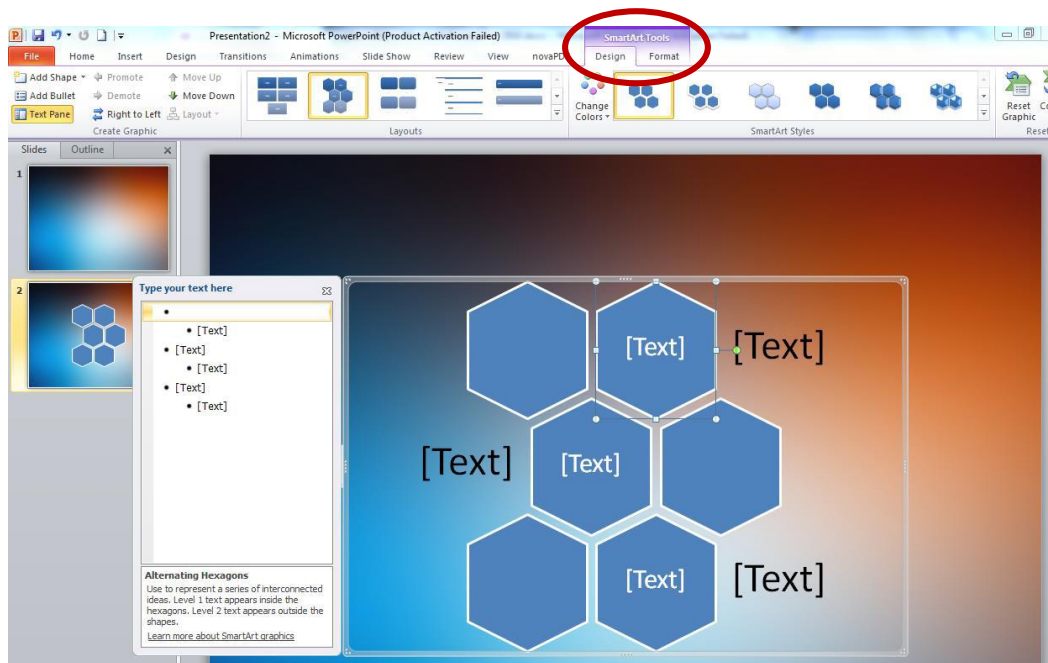 Presentation2 - Microsoft PowerPoint (Product Activation Failed)
SmartArt Tools
File Home Insert Design Transitions Animations Slide Show Review View novaPD Design Format
Add Shape Promote Move Up
Add Bullet Demote Move Down
Text Pane Right to Left Layout
Change
Colors
Reset
Graphic
Create Graphic Layouts SmartArt Styles Reset
Slides Outline
1
2
Type your text here
[Text]
[Text]
[Text]
[Text]
[Text]
Alternating Hexagons
Use to represent a series of interconnected
ideas. Level 1 text appears inside the
hexagons. Level 2 text appears outside the
shapes.
Learn more about SmartArt graphics
[Text] [Text]
[Text] [Text]
[Text] [Text]